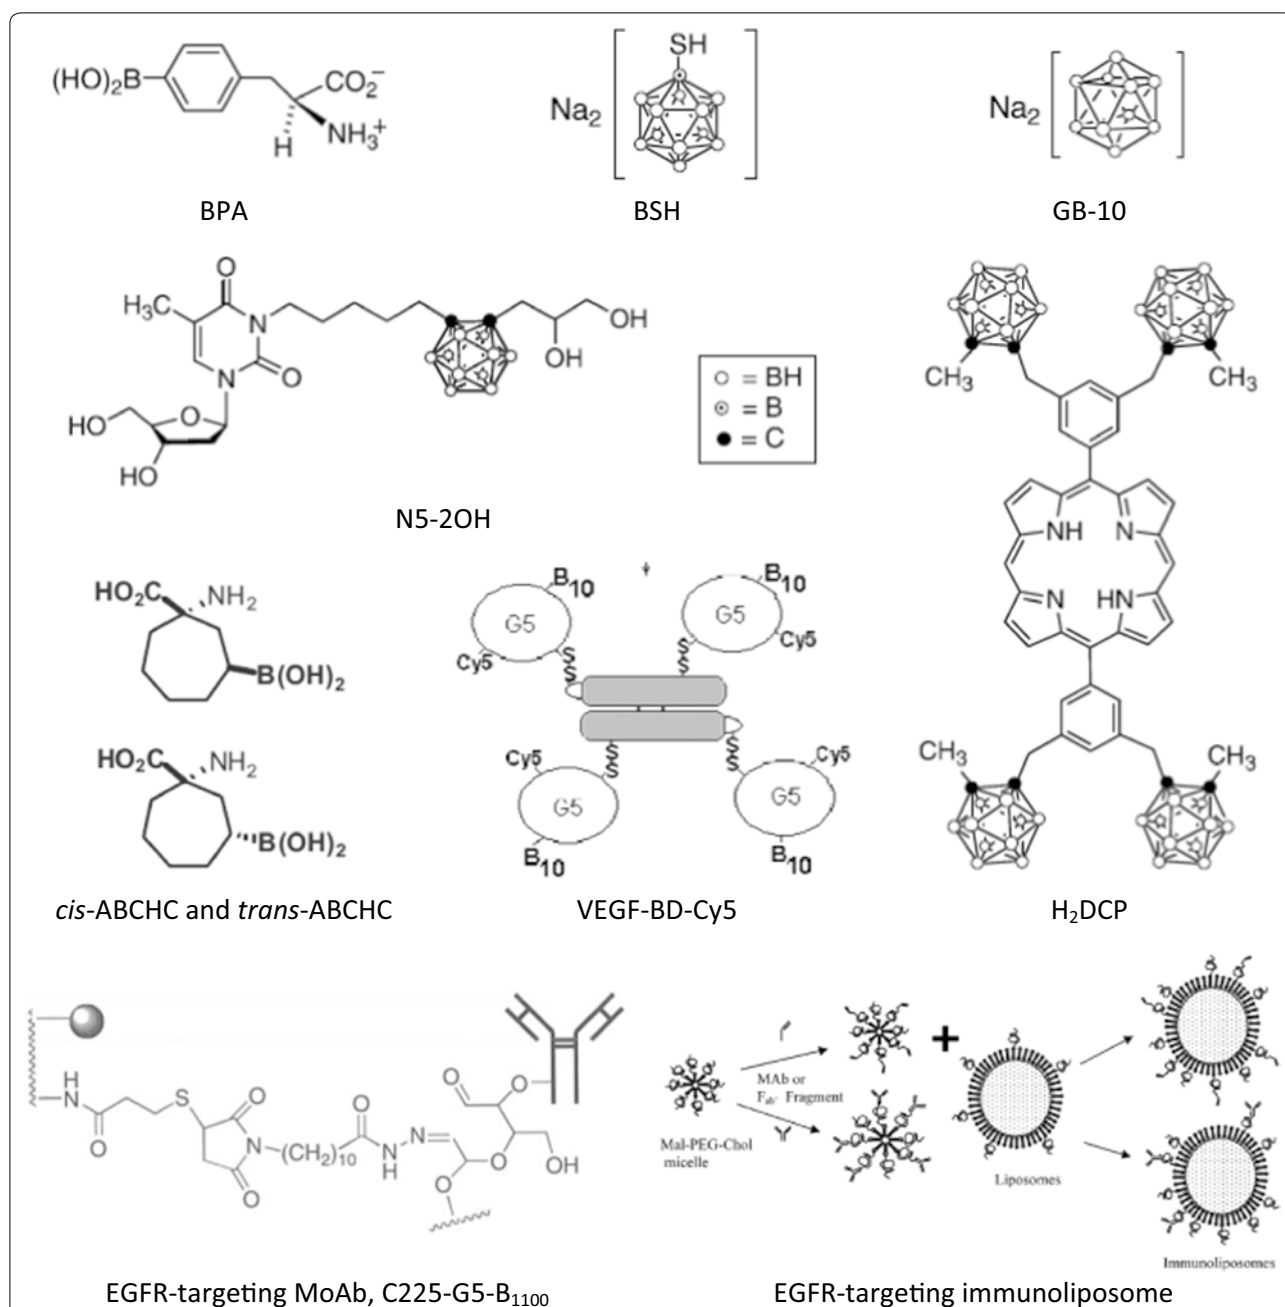 (HO)₂B
CO₂⁻
H
NH₃⁺
BPA
Na₂
SH
BSH
Na₂
GB-10
O
H₃C
N
N
O
OH
OH
HO
O
HO
N5-2OH
○ = BH
⊙ = B
● = C
CH₃
CH₃
NH
N
N
HN
CH₃
CH₃
H₂DCP
HO₂C
NH₂
B(OH)₂
HO₂C
NH₂
B(OH)₂
cis-ABCHC and trans-ABCHC
B₁₀
G5
Cy5
S
S
B₁₀
G5
Cy5
S
S
Cy5
S
S
G5
B₁₀
Cy5
S
S
G5
B₁₀
VEGF-BD-Cy5
H
N
O
S
O
N
O
(CH₂)₁₀
O
N
H
N
O
O
O
O
OH
EGFR-targeting MoAb, C225-G5-B₁₁₀₀
Mal-PEG-Chol
micelle
MAb or
Fab' Fragment
+
Liposomes
Immunoliposomes
EGFR-targeting immunoliposome